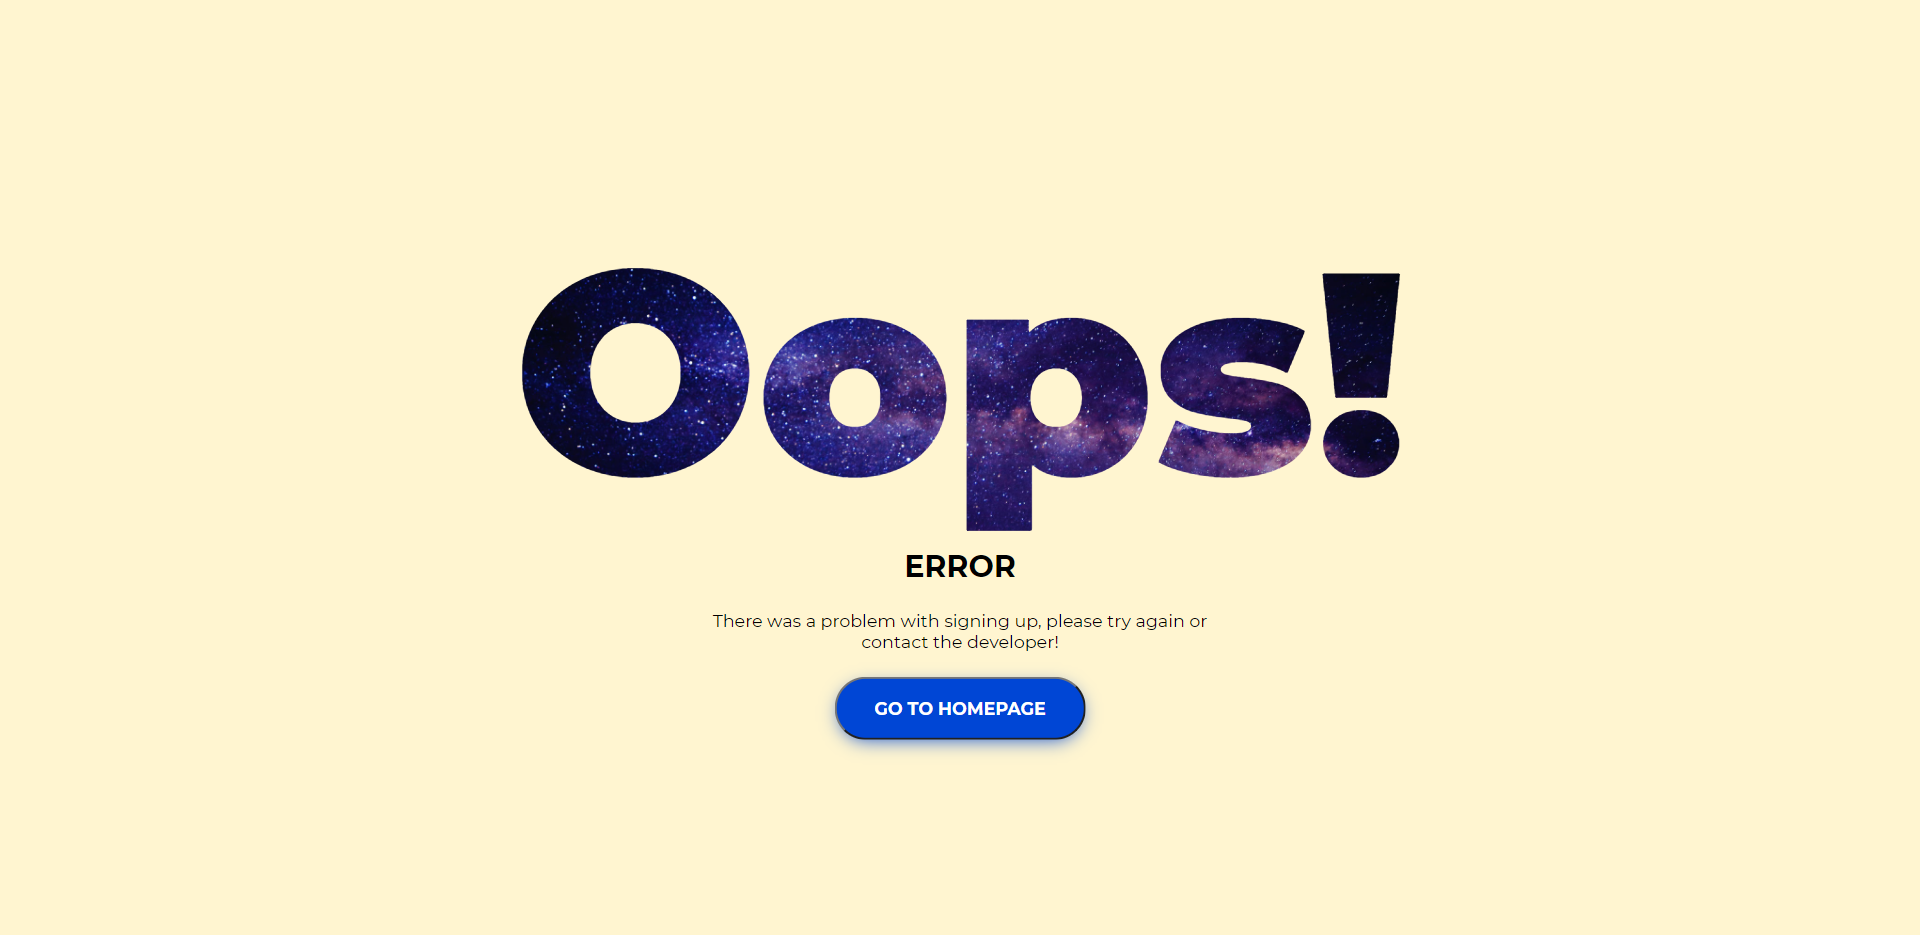 Oops!
ERROR
There was a problem with signing up, please try again or
contact the developer!
GO TO HOMEPAGE